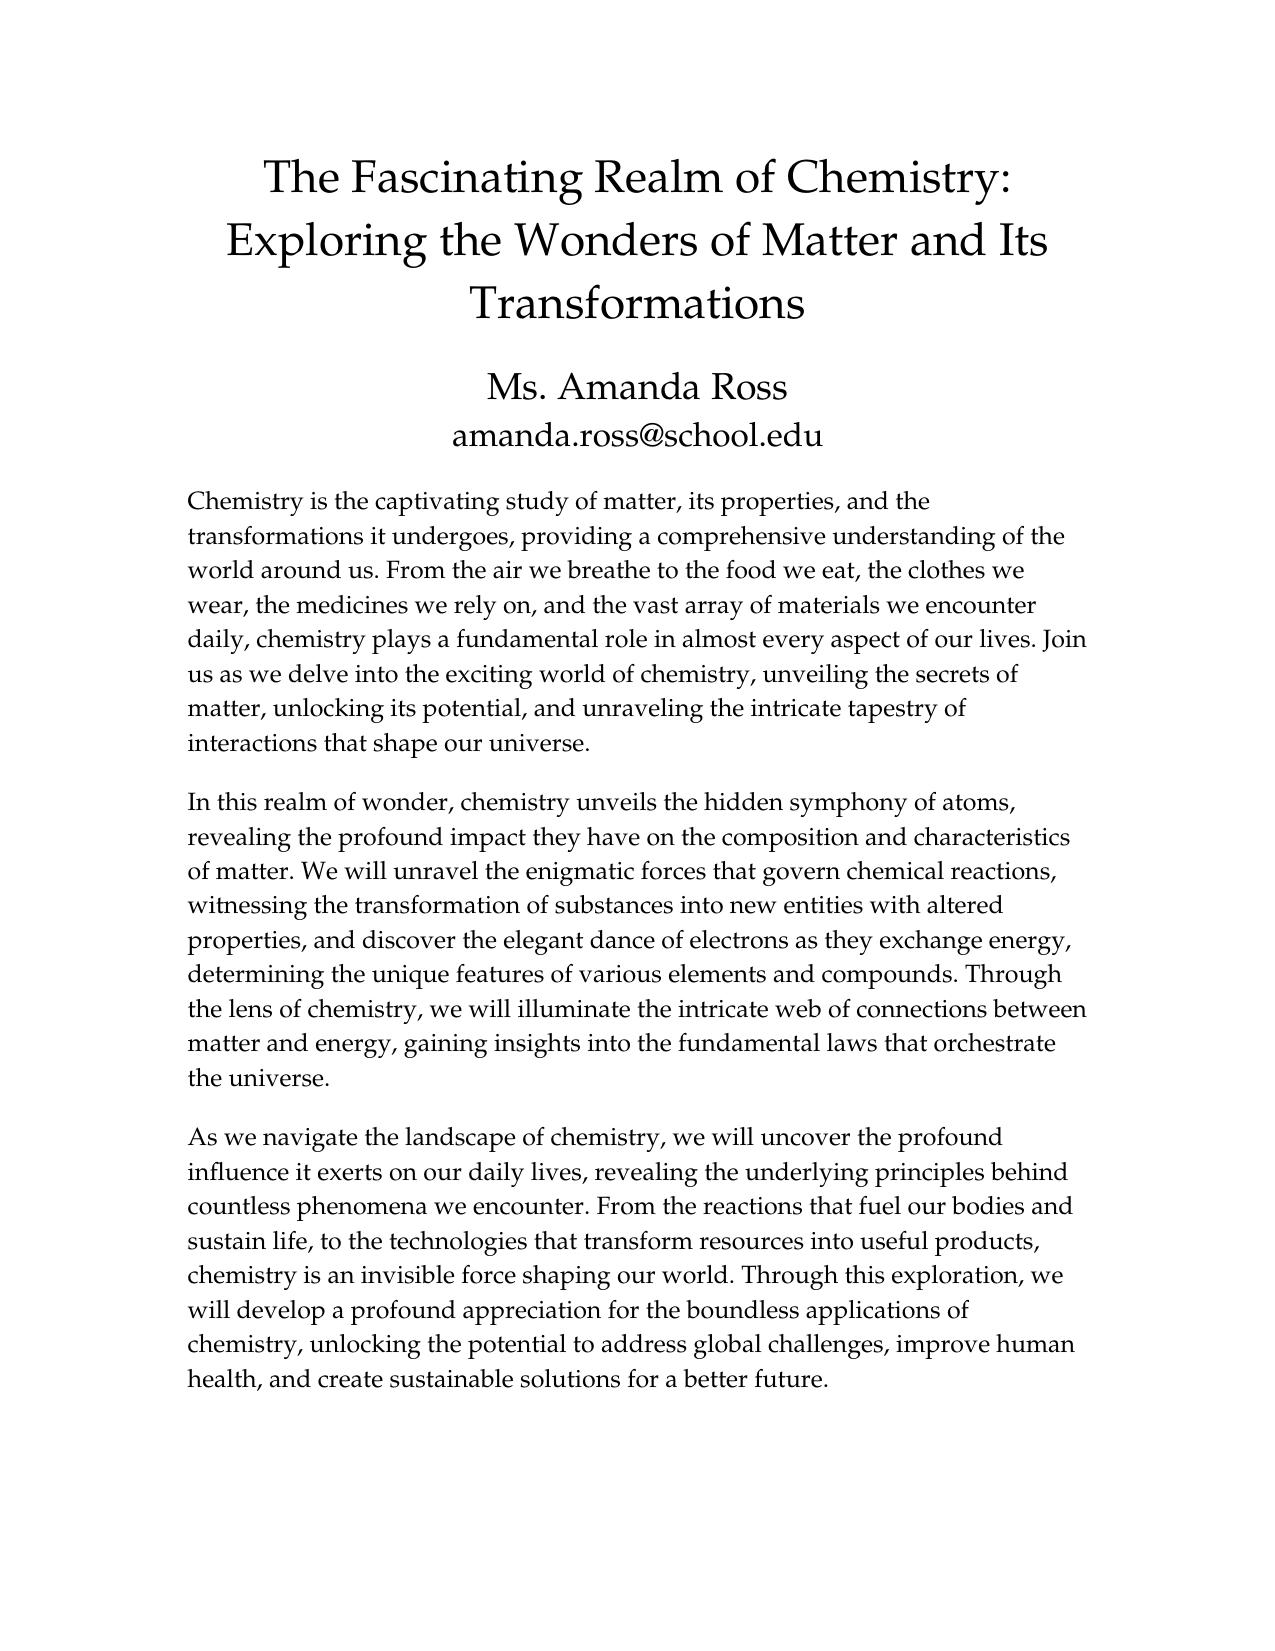 The Fascinating Realm of Chemistry:
Exploring the Wonders of Matter and Its
Transformations
Ms. Amanda Ross
amanda.ross@school.edu
Chemistry is the captivating study of matter, its properties, and the
transformations it undergoes, providing a comprehensive understanding of the
world around us. From the air we breathe to the food we eat, the clothes we
wear, the medicines we rely on, and the vast array of materials we encounter
daily, chemistry plays a fundamental role in almost every aspect of our lives. Join
us as we delve into the exciting world of chemistry, unveiling the secrets of
matter, unlocking its potential, and unraveling the intricate tapestry of
interactions that shape our universe.
In this realm of wonder, chemistry unveils the hidden symphony of atoms,
revealing the profound impact they have on the composition and characteristics
of matter. We will unravel the enigmatic forces that govern chemical reactions,
witnessing the transformation of substances into new entities with altered
properties, and discover the elegant dance of electrons as they exchange energy,
determining the unique features of various elements and compounds. Through
the lens of chemistry, we will illuminate the intricate web of connections between
matter and energy, gaining insights into the fundamental laws that orchestrate
the universe.
As we navigate the landscape of chemistry, we will uncover the profound
influence it exerts on our daily lives, revealing the underlying principles behind
countless phenomena we encounter. From the reactions that fuel our bodies and
sustain life, to the technologies that transform resources into useful products,
chemistry is an invisible force shaping our world. Through this exploration, we
will develop a profound appreciation for the boundless applications of
chemistry, unlocking the potential to address global challenges, improve human
health, and create sustainable solutions for a better future.